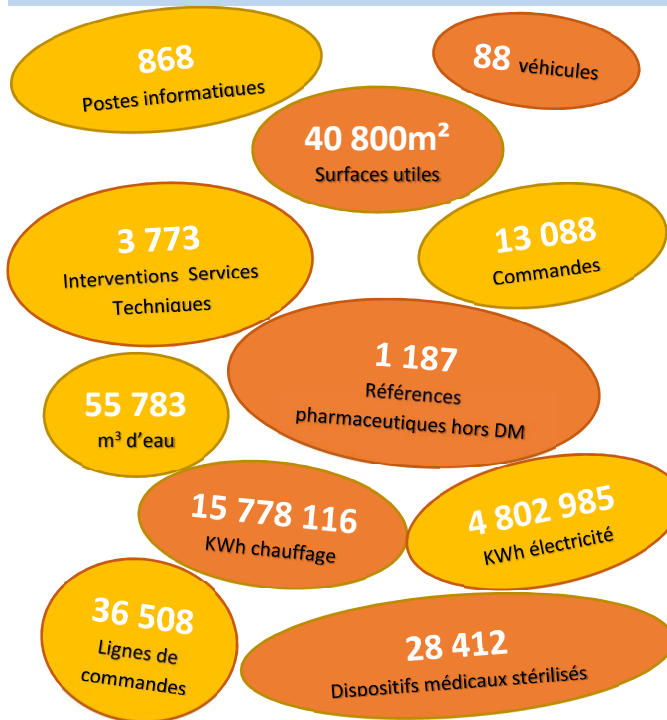 868
Postes informatiques
88 véhicules
40 800m²
Surfaces utiles
3 773
Interventions Services
Techniques
13 088
Commandes
1 187
Références
pharmaceutiques hors DM
55 783
m³ d'eau
15 778 116
KWh chauffage
4 802 985
KWh électricité
36 508
Lignes de
commandes
28 412
Dispositifs médicaux stérilisés